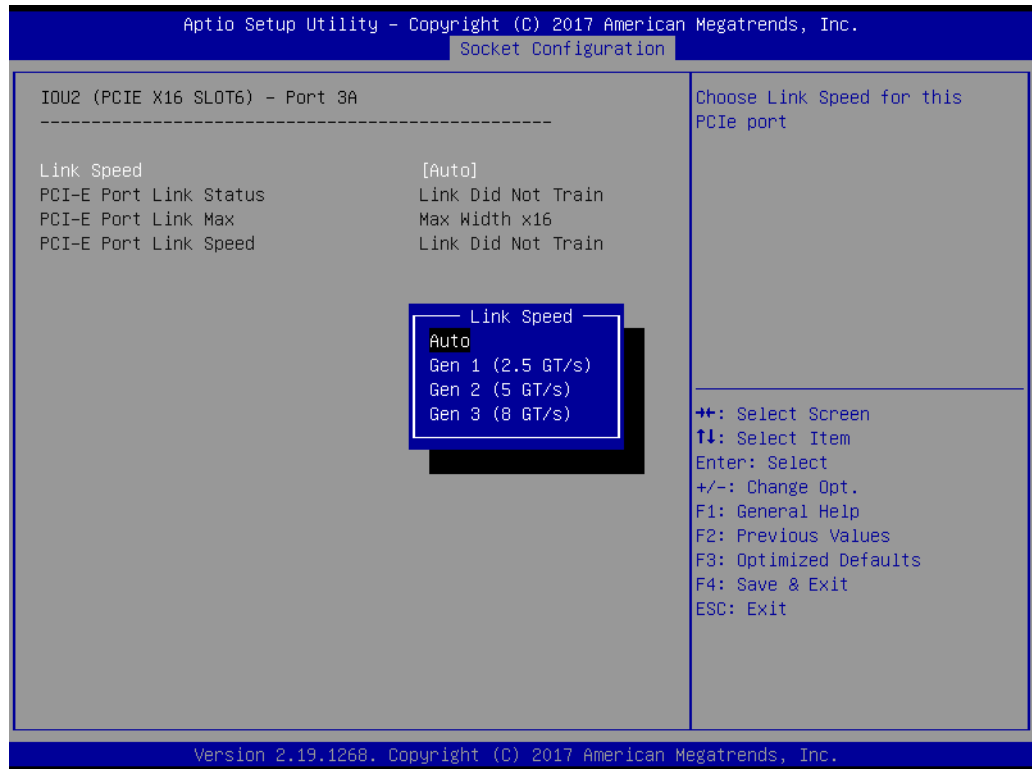 Aptio Setup Utility – Copyright (C) 2017 American Megatrends, Inc.
Socket Configuration
IOU2 (PCIE X16 SLOT6) – Port 3A
--------------------------------------------------
Link Speed [Auto]
PCI-E Port Link Status Link Did Not Train
PCI-E Port Link Max Max Width x16
PCI-E Port Link Speed Link Did Not Train
Link Speed
Auto
Gen 1 (2.5 GT/s)
Gen 2 (5 GT/s)
Gen 3 (8 GT/s)
Choose Link Speed for this
PCIe port
→←: Select Screen
↑↓: Select Item
Enter: Select
+/-: Change Opt.
F1: General Help
F2: Previous Values
F3: Optimized Defaults
F4: Save & Exit
ESC: Exit
Version 2.19.1268. Copyright (C) 2017 American Megatrends, Inc.